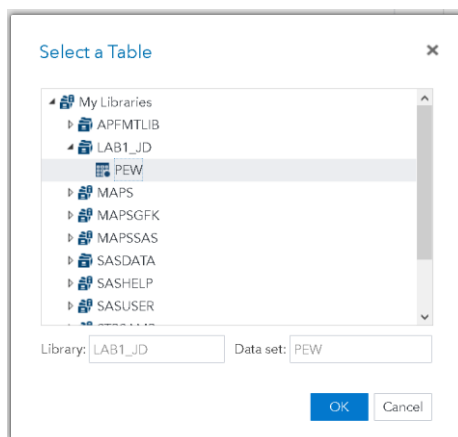 Select a Table
My Libraries
APFMTLIB
LAB1_JD
PEW
MAPS
MAPSGFK
MAPSSAS
SASDATA
SASHELP
SASUSER
Library: LAB1_JD Data set: PEW
OK Cancel